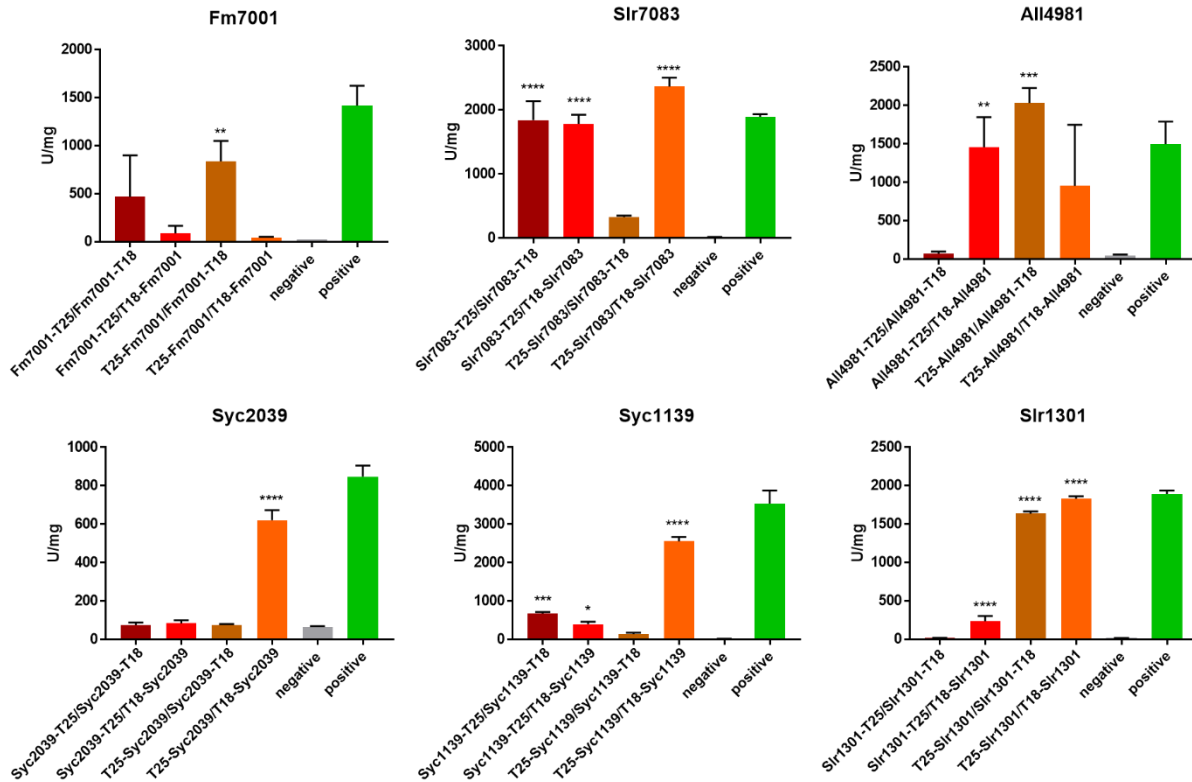 Fm7001
U/mg
2000
1500
1000
500
0
**
Fm7001-T25/Fm7001-T18
Fm7001-T25/T18-Fm7001
T25-Fm7001/Fm7001-T18
T25-Fm7001/T18-Fm7001
negative
positive
Slr7083
U/mg
3000
2000
1000
0
****
****
****
Slr7083-T25/Slr7083-T18
Slr7083-T25/T18-Slr7083
T25-Slr7083/Slr7083-T18
T25-Slr7083/T18-Slr7083
negative
positive
All4981
U/mg
2500
2000
1500
1000
500
0
**
***
All4981-T25/All4981-T18
All4981-T25/T18-All4981
T25-All4981/All4981-T18
T25-All4981/T18-All4981
negative
positive
Syc2039
U/mg
1000
800
600
400
200
0
****
Syc2039-T25/Syc2039-T18
Syc2039-T25/T18-Syc2039
T25-Syc2039/Syc2039-T18
T25-Syc2039/T18-Syc2039
negative
positive
Syc1139
U/mg
5000
4000
3000
2000
1000
0
***
*
****
Syc1139-T25/Syc1139-T18
Syc1139-T25/T18-Syc1139
T25-Syc1139/Syc1139-T18
T25-Syc1139/T18-Syc1139
negative
positive
Slr1301
U/mg
2500
2000
1500
1000
500
0
****
****
****
Slr1301-T25/Slr1301-T18
Slr1301-T25/T18-Slr1301
T25-Slr1301/Slr1301-T18
T25-Slr1301/T18-Slr1301
negative
positive